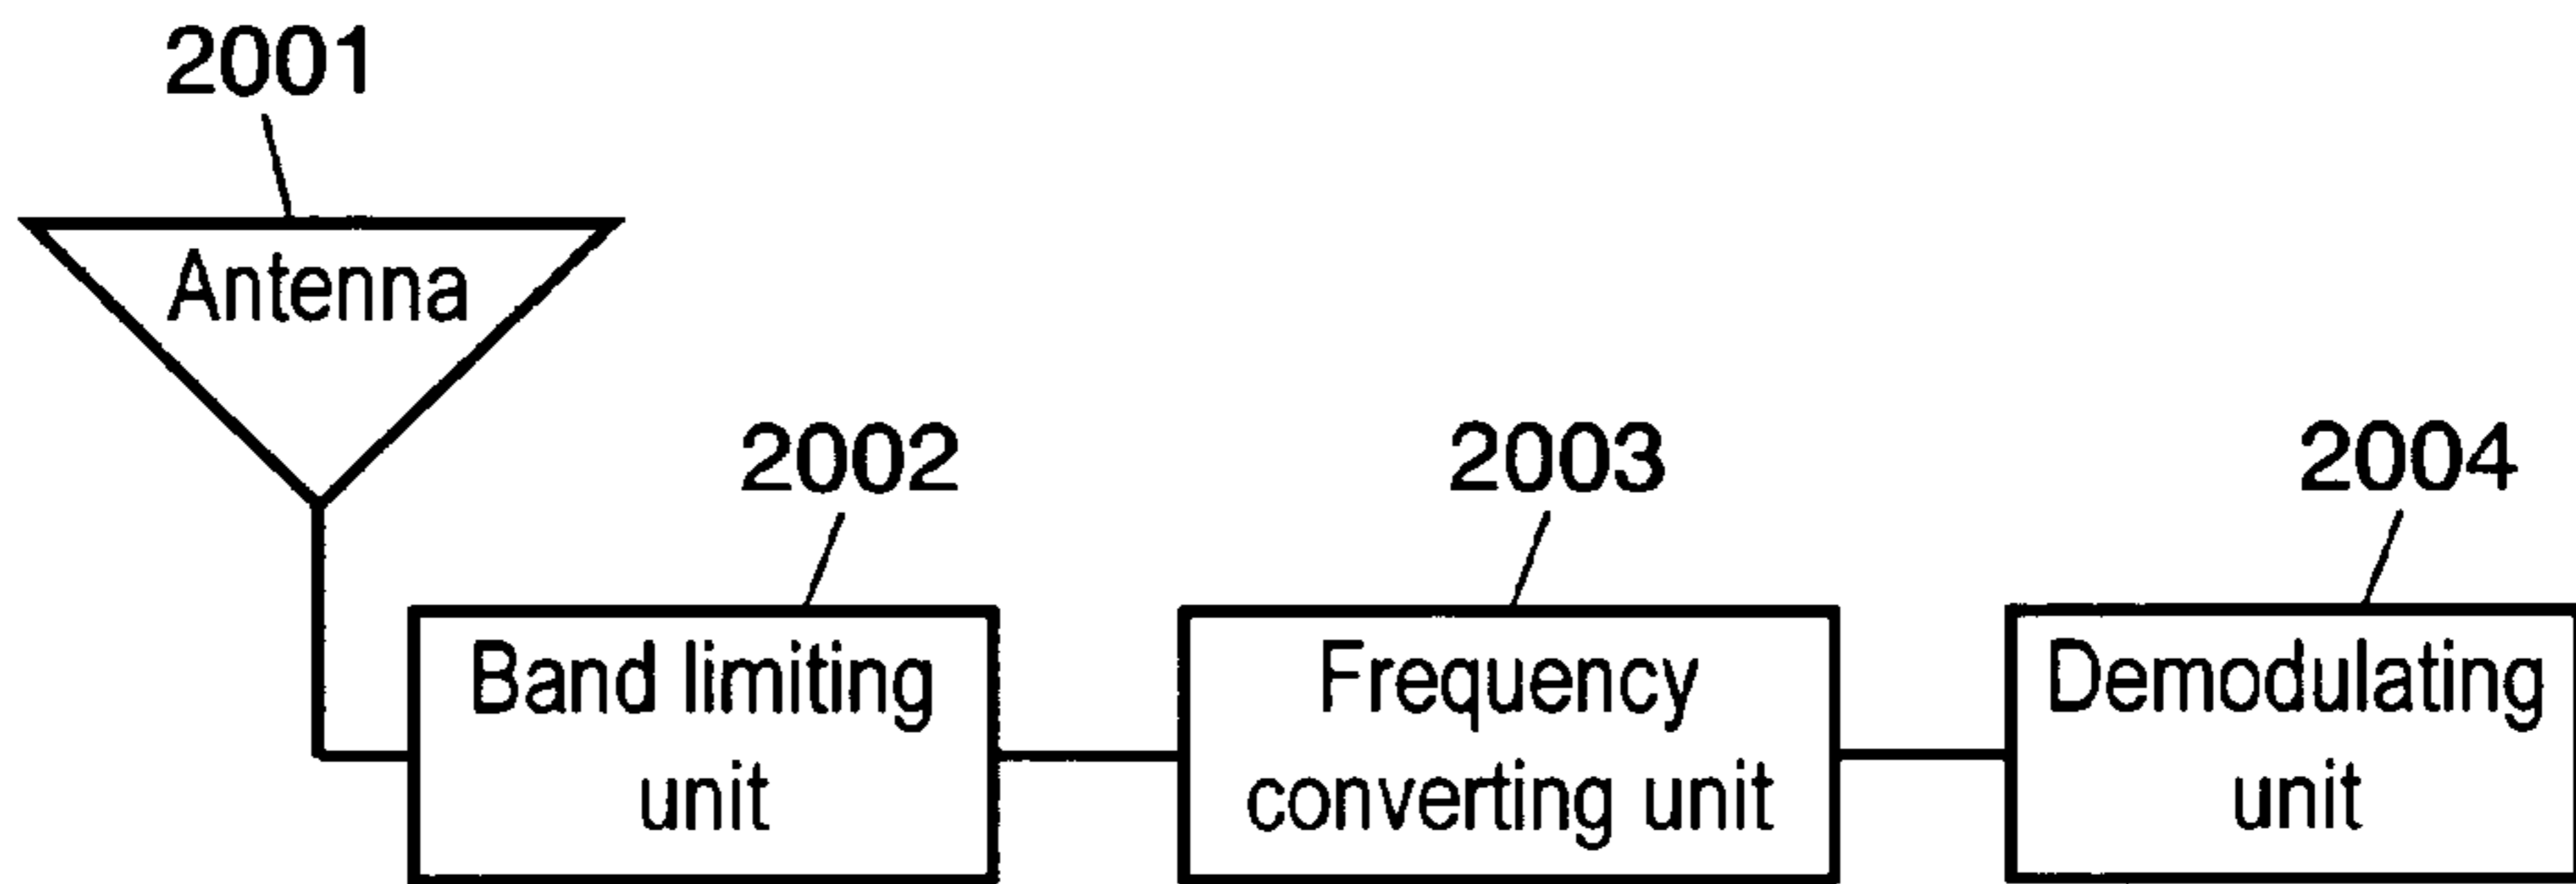 2001
Antenna
2002
2003
2004
Band limiting
unit
Frequency
converting unit
Demodulating
unit